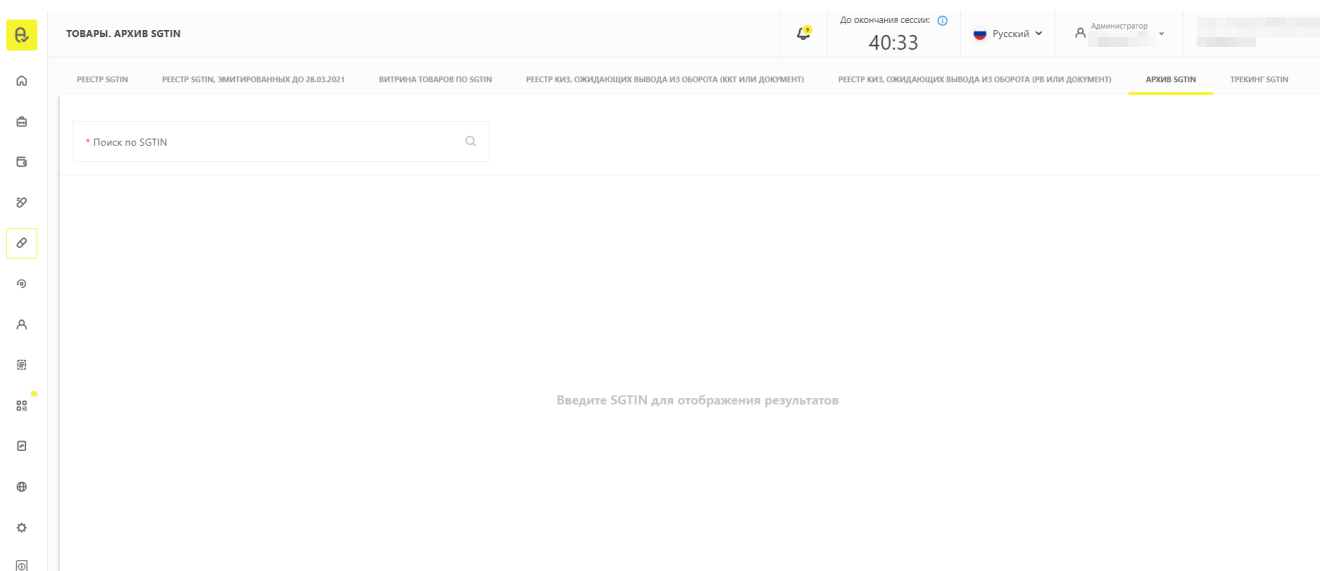 ТОВАРЫ. АРХИВ SGTIN
До окончания сессии:
40:33
Русский
Администратор
РЕЕСТР SGTIN
РЕЕСТР SGTIN, ЭМИТИРОВАННЫХ ДО 28.03.2021
ВИТРИНА ТОВАРОВ ПО SGTIN
РЕЕСТР КИЗ, ОЖИДАЮЩИХ ВЫВОДА ИЗ ОБОРОТА (ККТ ИЛИ ДОКУМЕНТ)
РЕЕСТР КИЗ, ОЖИДАЮЩИХ ВЫВОДА ИЗ ОБОРОТА (РВ ИЛИ ДОКУМЕНТ)
АРХИВ SGTIN
ТРЕКИНГ SGTIN
* Поиск по SGTIN
Введите SGTIN для отображения результатов